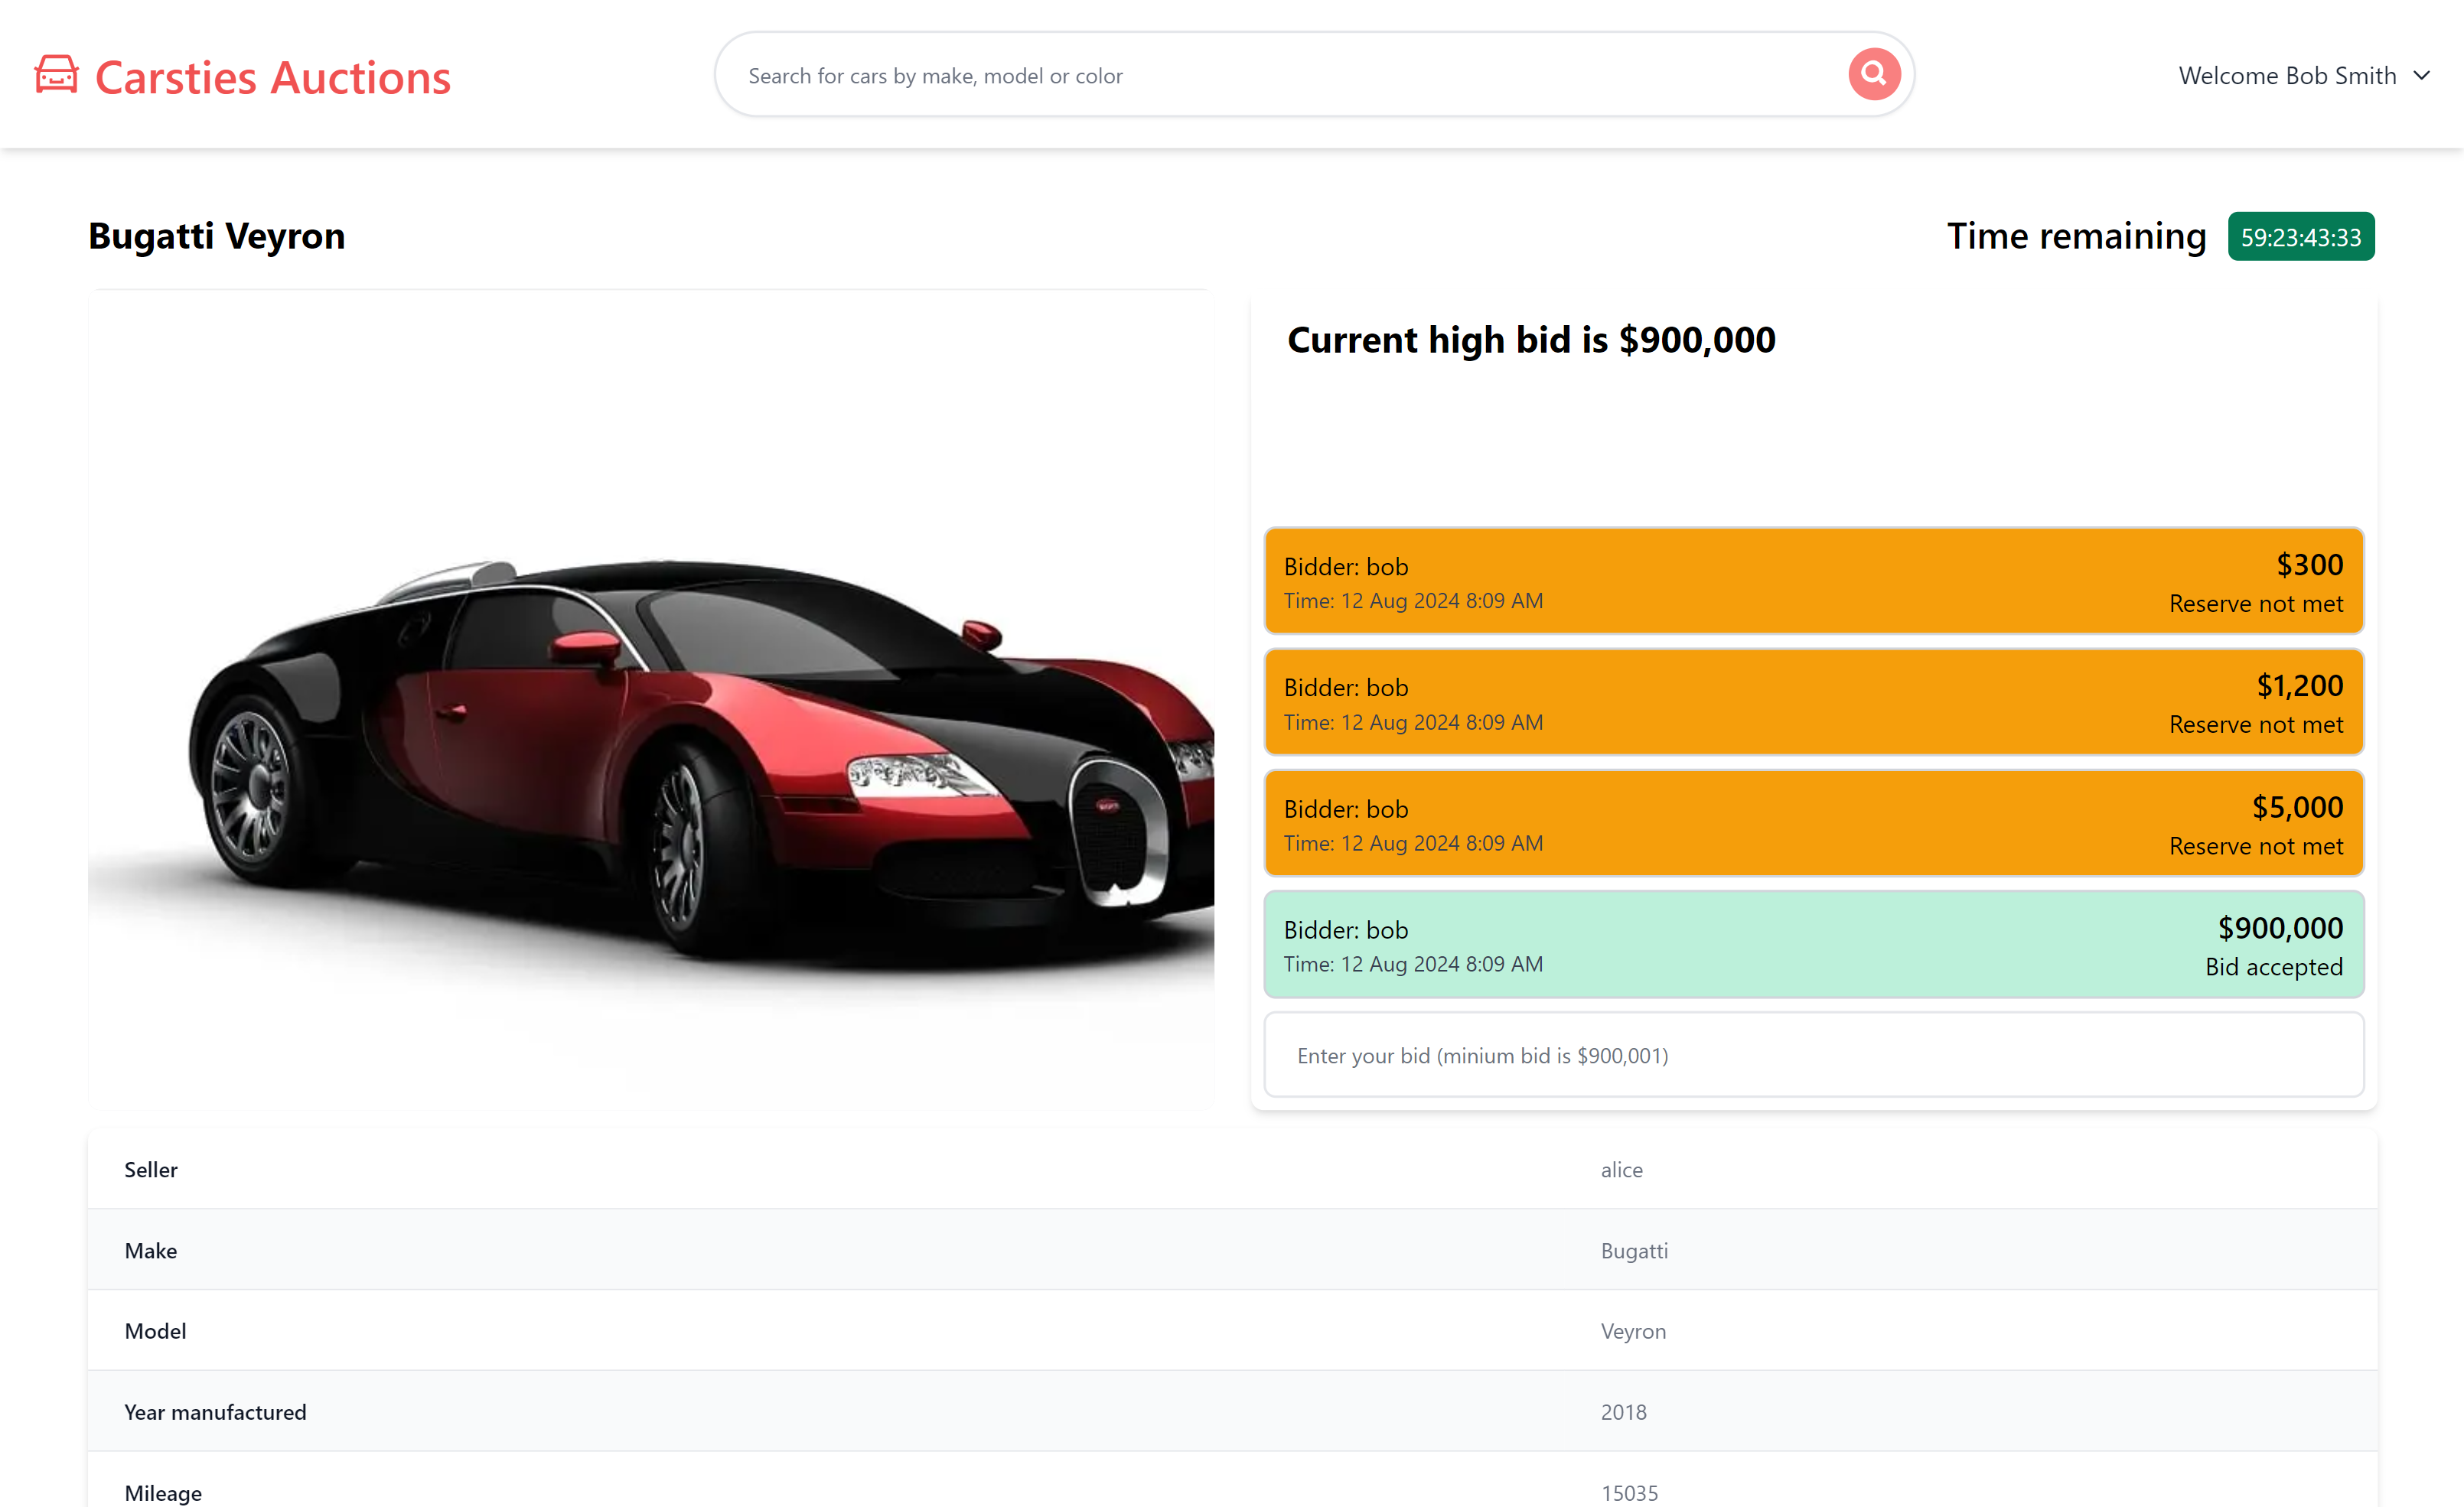 Carsties Auctions
Search for cars by make, model or color
Welcome Bob Smith
Bugatti Veyron
Time remaining 59:23:43:33
Current high bid is $900,000
Bidder: bob
$300
Time: 12 Aug 2024 8:09 AM
Reserve not met
Bidder: bob
$1,200
Time: 12 Aug 2024 8:09 AM
Reserve not met
Bidder: bob
$5,000
Time: 12 Aug 2024 8:09 AM
Reserve not met
Bidder: bob
$900,000
Time: 12 Aug 2024 8:09 AM
Bid accepted
Enter your bid (minium bid is $900,001)
Seller alice
Make Bugatti
Model Veyron
Year manufactured 2018
Mileage 15035